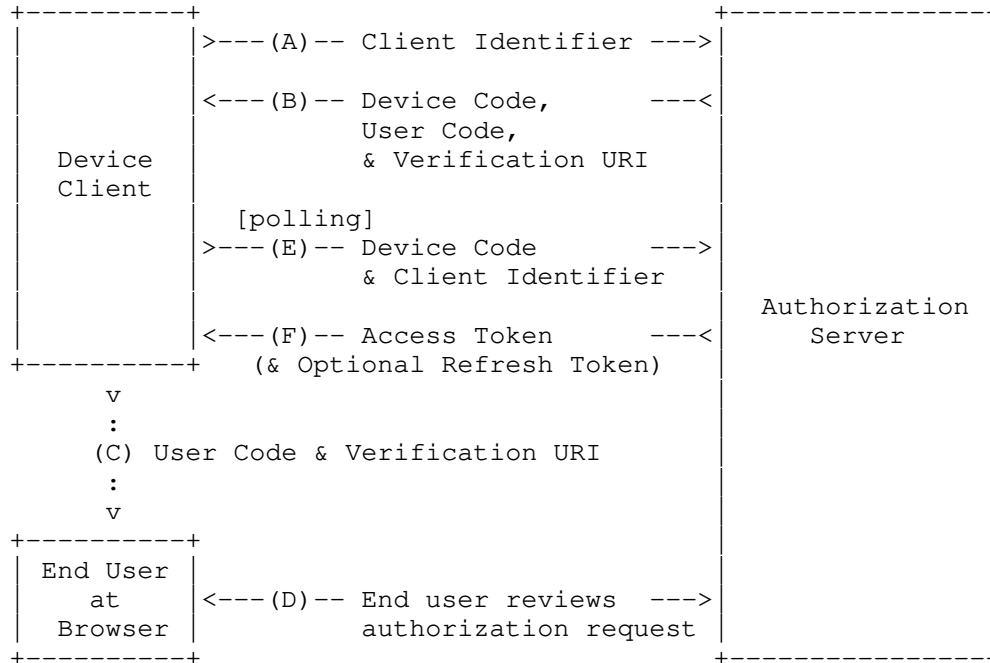 +----------+                                +----------------
|          |>---(A)-- Client Identifier --->|
|          |                                |
|          |<---(B)-- Device Code,      ---<|
|          |          User Code,            |
|  Device  |          & Verification URI    |
|  Client  |                                |
|          |  [polling]                     |
|          |>---(E)-- Device Code       --->|
|          |          & Client Identifier   |
|          |                                |  Authorization
|          |<---(F)-- Access Token      ---<|     Server
+----------+   (& Optional Refresh Token)   |
      v                                     |
      :                                     |
     (C) User Code & Verification URI       |
      :                                     |
      v                                     |
+----------+                                |
| End User |                                |
|    at    |<---(D)-- End user reviews  --->|
|  Browser |          authorization request |
+----------+                                +----------------